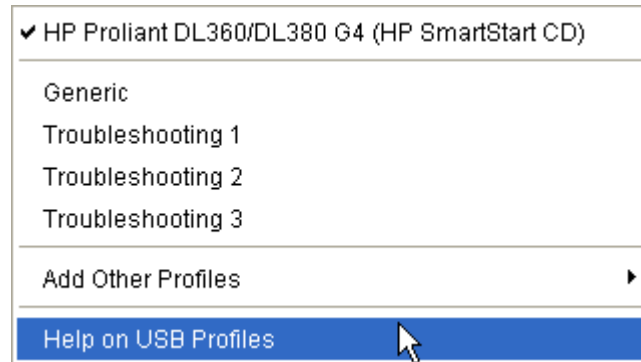 HP Proliant DL360/DL380 G4 (HP SmartStart CD)
Generic
Troubleshooting 1
Troubleshooting 2
Troubleshooting 3
Add Other Profiles
Help on USB Profiles